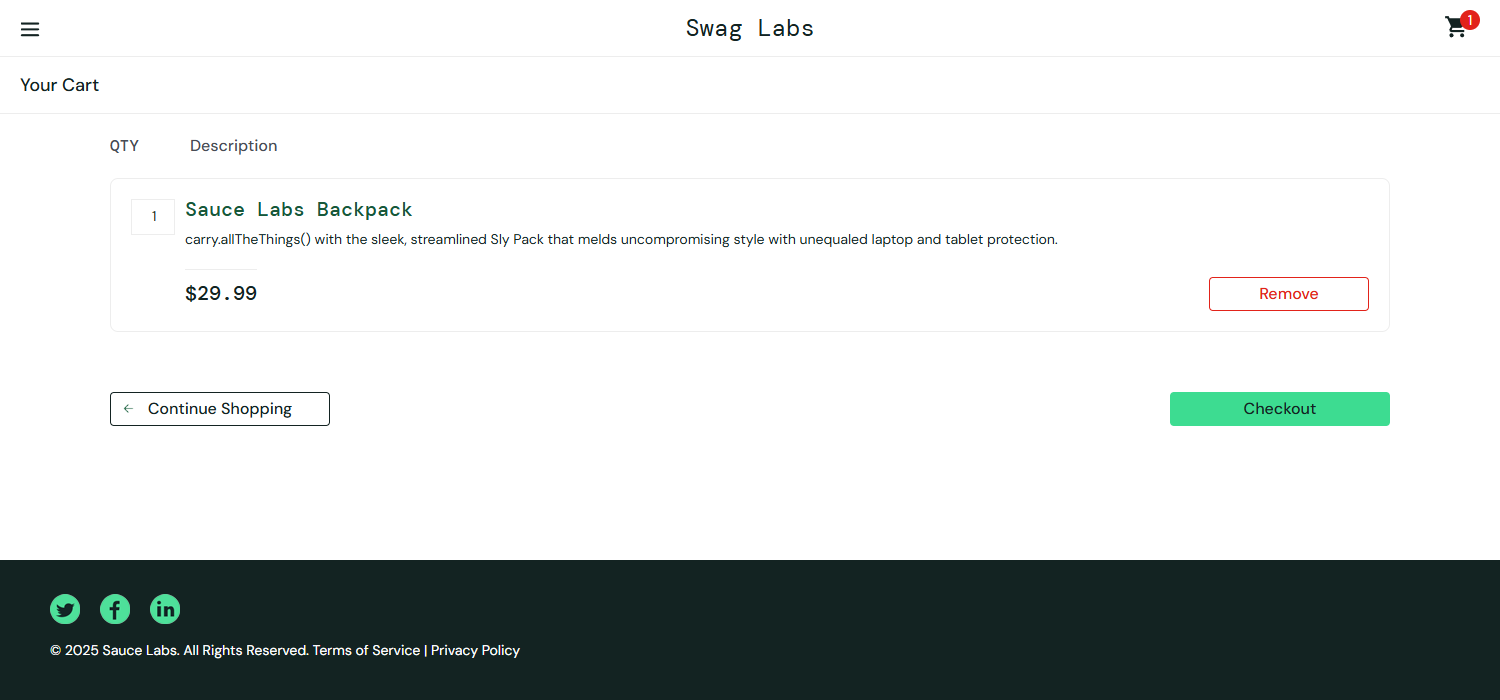 Swag Labs
1
Your Cart
QTY Description
1 Sauce Labs Backpack
carry.allTheThings() with the sleek, streamlined Sly Pack that melds uncompromising style with unequaled laptop and tablet protection.
$29.99 Remove
Continue Shopping Checkout
© 2025 Sauce Labs. All Rights Reserved. Terms of Service | Privacy Policy